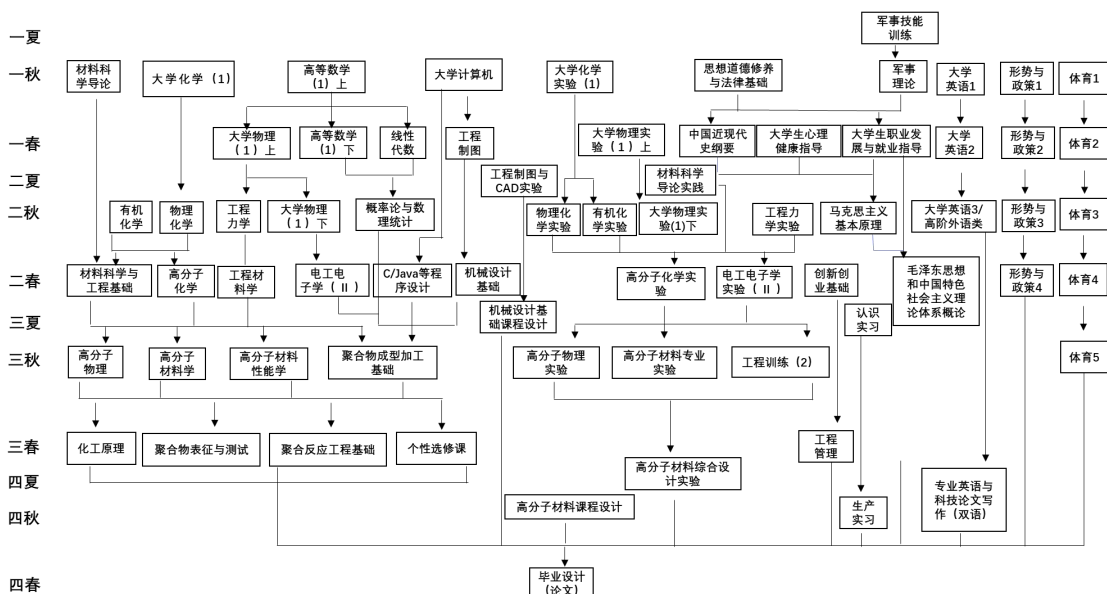 一夏
军事技能
训练
一秋
材料科
学导论
大学化学（1）
高等数学
(1) 上
大学计算机
大学化学
实验 (1)
思想道德修养
与法律基础
军事
理论
大学
英语1
形势与
政策1
体育1
一春
大学物理
（1）上
高等数学
(1) 下
线性
代数
工程
制图
大学物理实
验（1）上
中国近现代
史纲要
大学生心理
健康指导
大学生职业发
展与就业指导
大学
英语2
形势与
政策2
体育2
二夏
工程制图与
CAD实验
材料科学
导论实践
二秋
有机
化学
物理
化学
工程
力学
大学物理
（1）下
概率论与数
理统计
物理化
学实验
有机化
学实验
大学物理实
验(1)下
工程力
学实验
马克思主义
基本原理
大学英语3/
高阶外语类
形势与
政策3
体育3
二春
材料科学与
工程基础
高分子
化学
工程材
料学
电工电
子学（II）
C/Java等程
序设计
机械设计
基础
高分子化学实
验
电工电子学
实验（II）
创新创
业基础
毛泽东思想
和中国特色
社会主义理
论体系概论
形势与
政策4
体育4
三夏
机械设计基
础课程设计
认识
实习
三秋
高分子
物理
高分子
材料学
高分子材料
性能学
聚合物成型加工
基础
高分子物理
实验
高分子材料专业
实验
工程训练（2）
体育5
三春
化工原理
聚合物表征与测试
聚合反应工程基础
个性选修课
工程
管理
四夏
高分子材料综合设
计实验
四秋
高分子材料课程设计
生产
实习
专业英语与
科技论文写
作（双语）
四春
毕业设计
(论文)